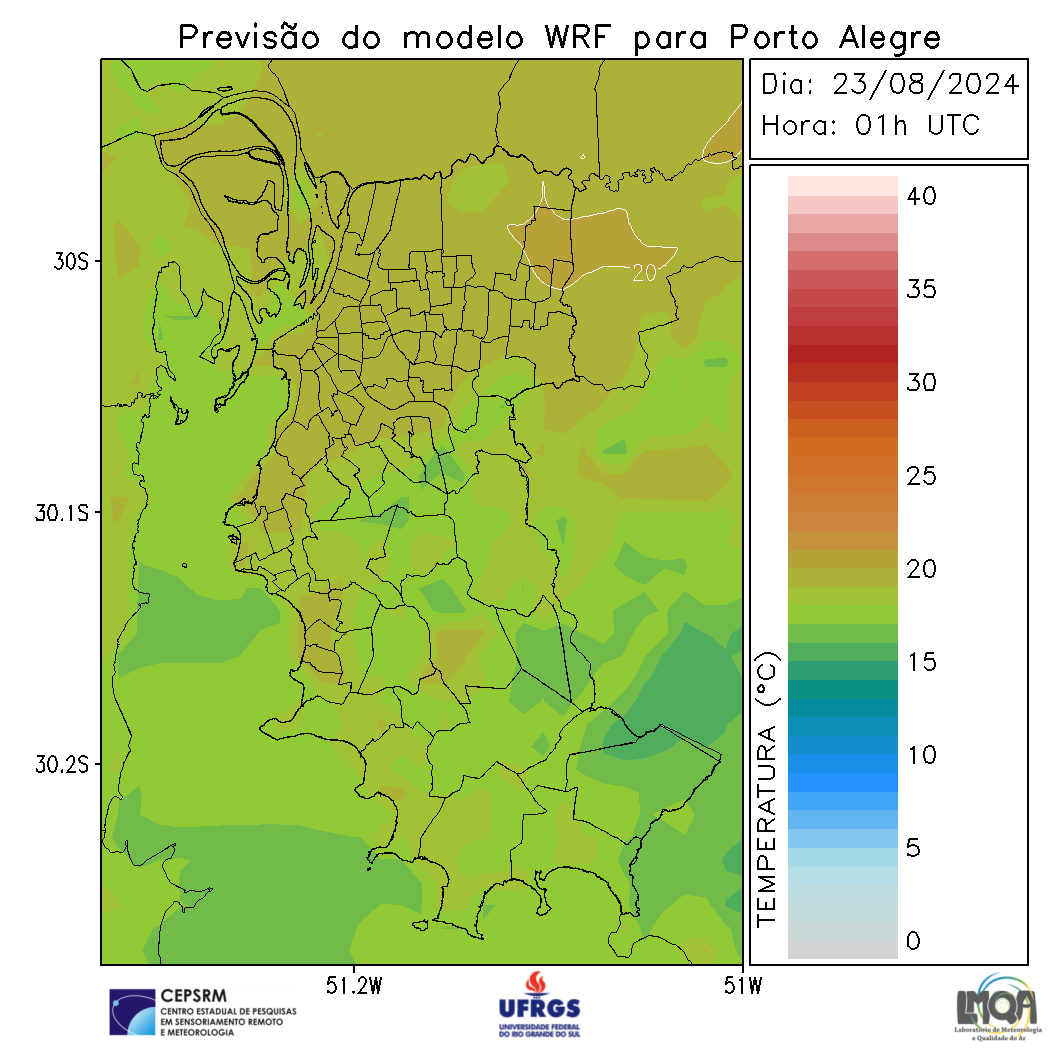 Previsão do modelo WRF para Porto Alegre
Dia: 23/08/2024
Hora: 01h UTC
30S
30.1S
30.2S
51.2W
51W
20
40
35
30
25
20
15
10
5
0
TEMPERATURA (°C)
CEPSRM
CENTRO ESTADUAL DE PESQUISAS
EM SENSORIAMENTO REMOTO
E METEOROLOGIA
UFRGS
UNIVERSIDADE FEDERAL
DO RIO GRANDE DO SUL
LMQA
Laboratório de Meteorologia
e Qualidade do Ar